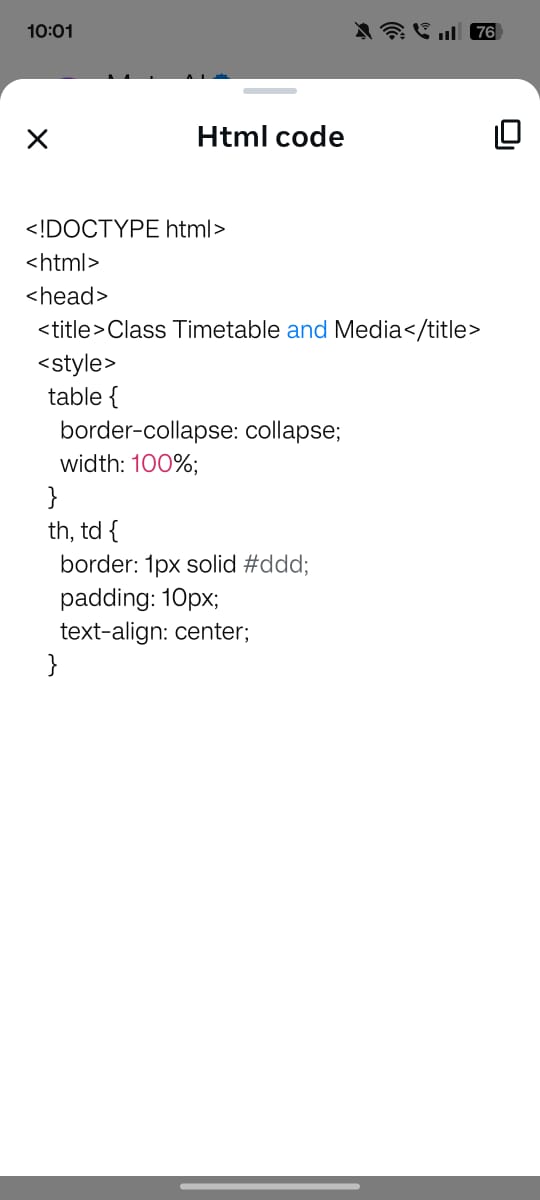 10:01
76
Html code
<!DOCTYPE html>
<html>
<head>
<title>Class Timetable and Media</title>
<style>
table {
border-collapse: collapse;
width: 100%;
}
th, td {
border: 1px solid #ddd;
padding: 10px;
text-align: center;
}